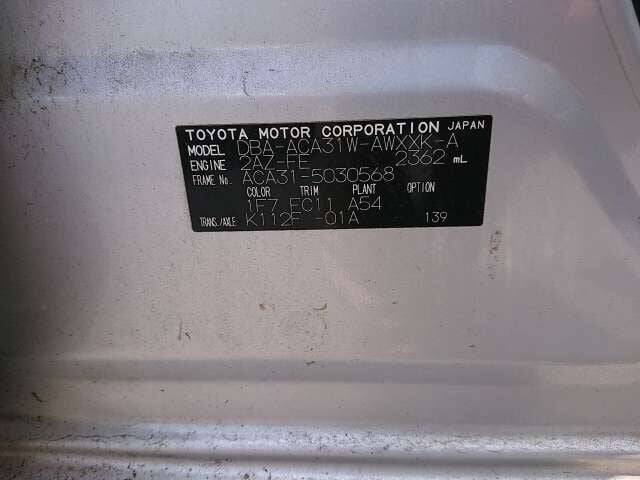 TOYOTA MOTOR CORPORATION JAPAN
MODEL DBA-ACA31W-AWXXK-A
ENGINE 2AZ-FE 2362 mL
FRAME No. ACA31-5030568
COLOR TRIM PLANT OPTION
1F7 FC11 A54
TRANS./AXLE K112F -01A 139